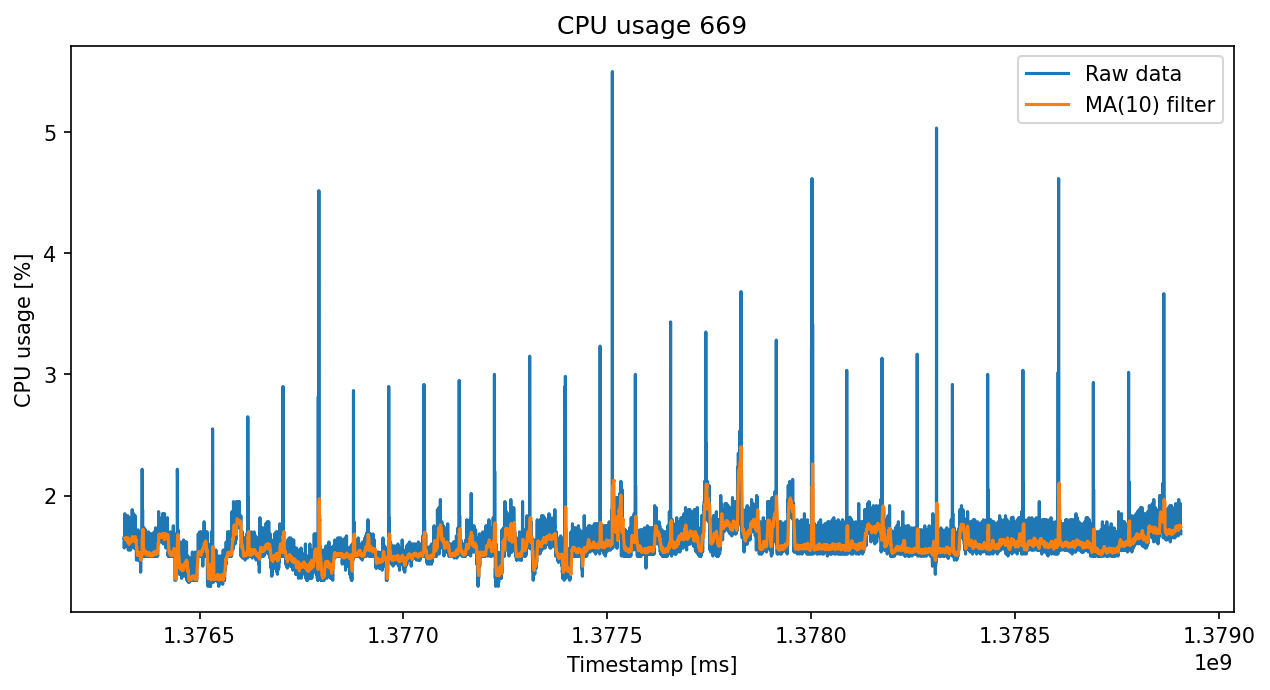 CPU usage 669
Raw data
MA(10) filter
CPU usage [%]
5
4
3
2
1.3765 1.3770 1.3775 1.3780 1.3785 1.3790
1e9
Timestamp [ms]